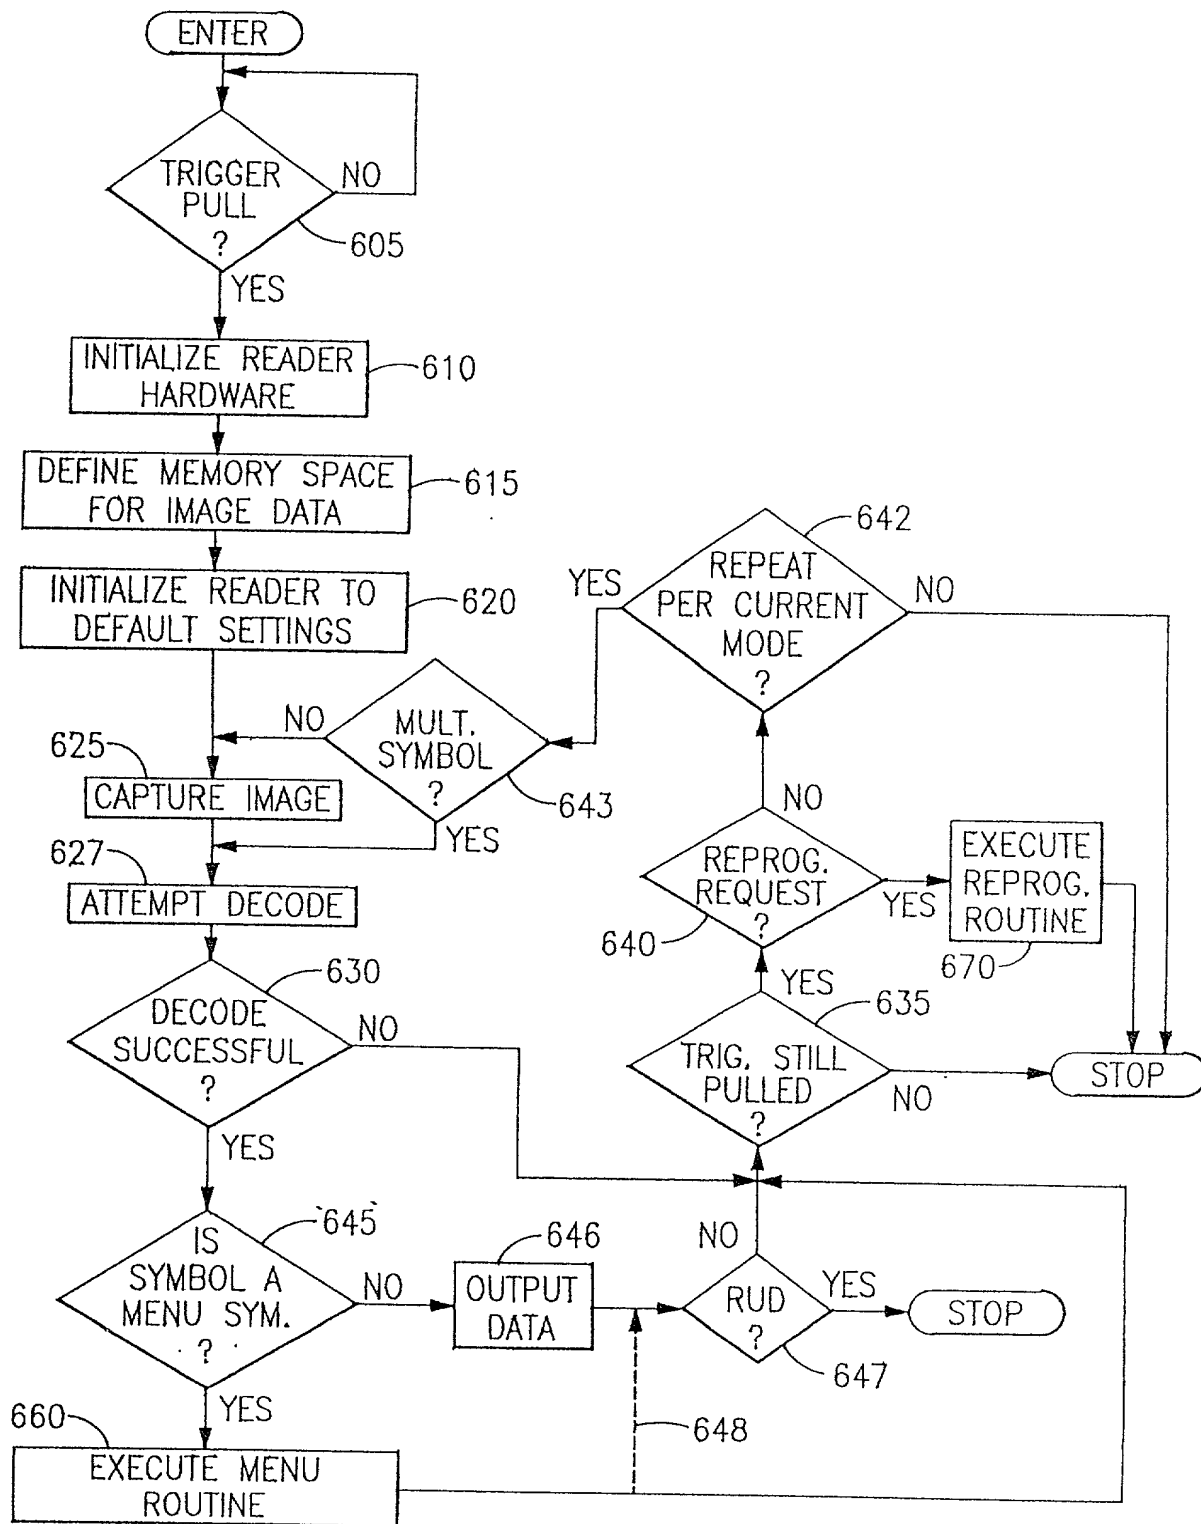 ENTER
TRIGGER
PULL
?
NO
605
YES
INITIALIZE READER
HARDWARE
610
DEFINE MEMORY SPACE
FOR IMAGE DATA
615
INITIALIZE READER TO
DEFAULT SETTINGS
620
625
CAPTURE IMAGE
NO
MULT.
SYMBOL
?
643
YES
YES
REPEAT
PER CURRENT
MODE
?
642
NO
627
ATTEMPT DECODE
NO
REPROG.
REQUEST
?
640
YES
EXECUTE
REPROG.
ROUTINE
670
DECODE
SUCCESSFUL
?
630
NO
YES
YES
TRIG. STILL
PULLED
?
635
NO
STOP
IS
SYMBOL A
MENU SYM.
?
645
NO
YES
646
OUTPUT
DATA
NO
RUD
?
YES
647
STOP
648
660
EXECUTE MENU
ROUTINE